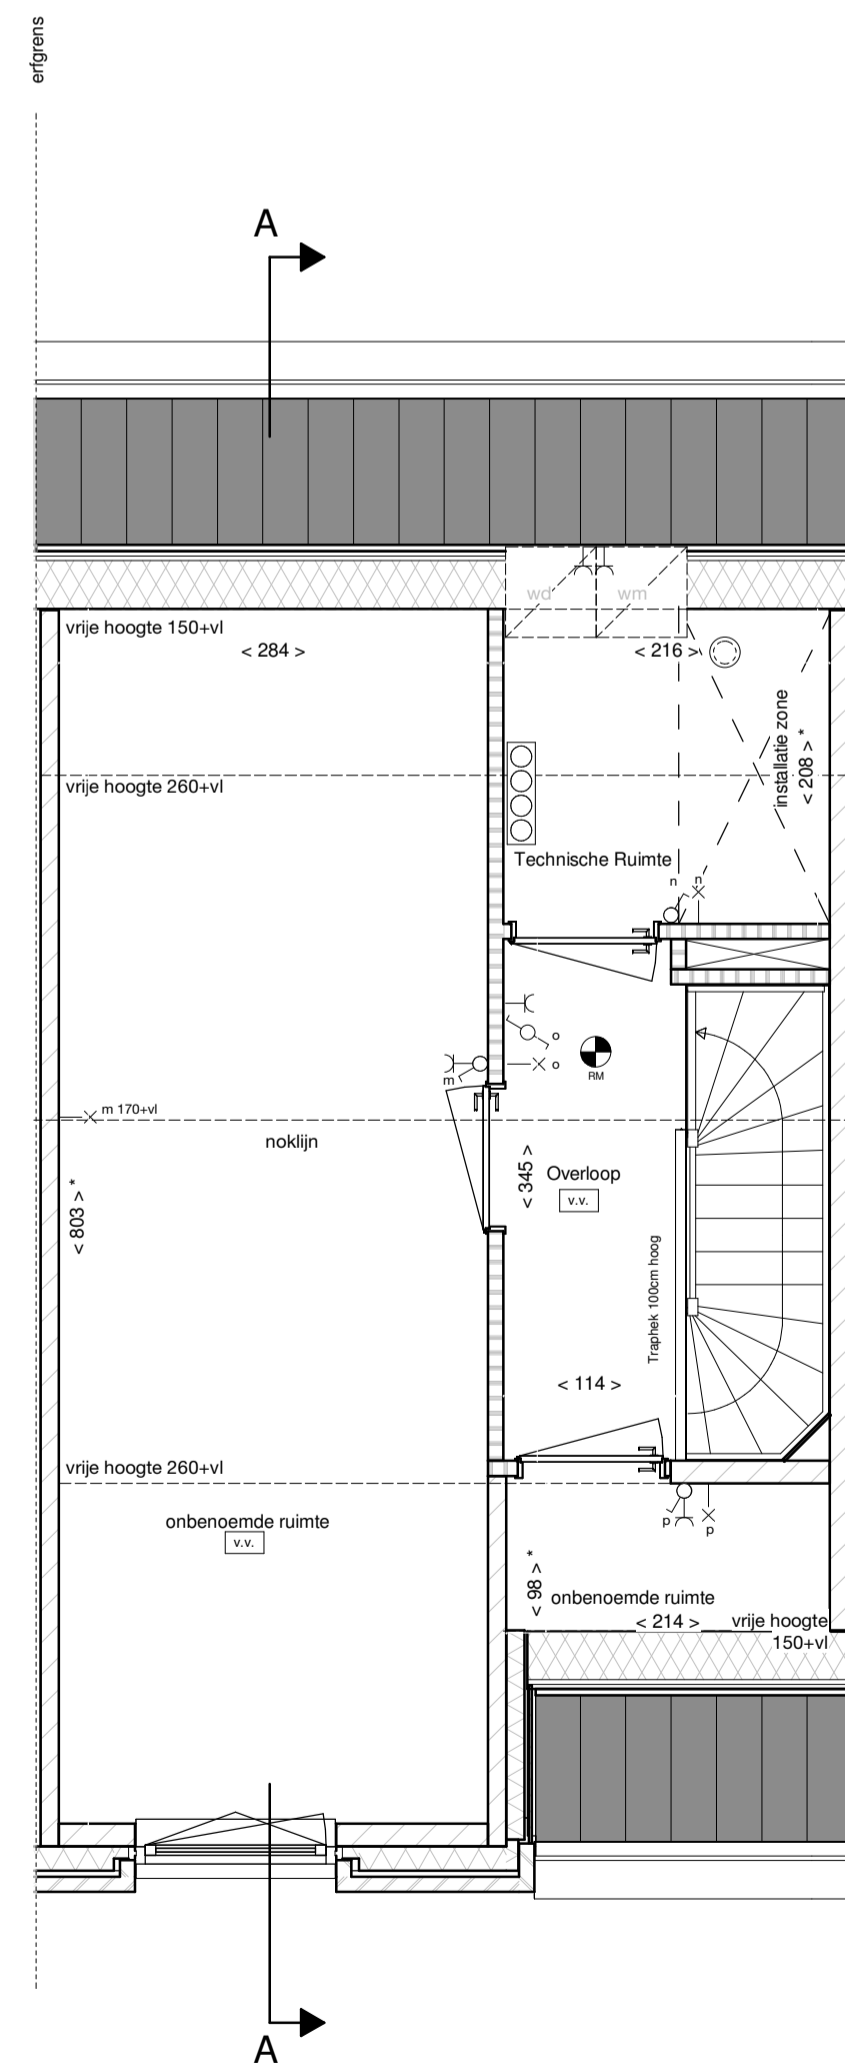 erfgrens
A
wd
wm
vrije hoogte 150+vl
< 284 >
< 216 >
installatie zone
< 208 > *
vrije hoogte 260+vl
Technische Ruimte
n
n
o
o
m
RM
m 170+vl
noklijn
< 803 > *
< 345 >
Overloop
v.v.
Traphek 100cm hoog
< 114 >
vrije hoogte 260+vl
onbenoemde ruimte
v.v.
p
p
< 98 > *
onbenoemde ruimte
< 214 >
vrije hoogte
150+vl
A